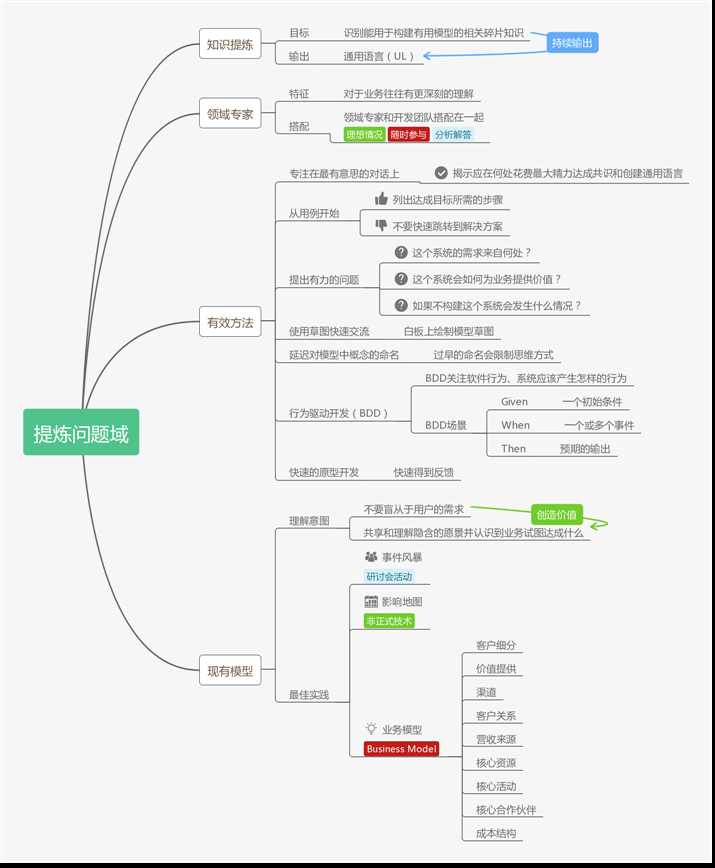 提炼问题域
知识提炼
目标
识别能用于构建有用模型的相关碎片知识
持续输出
输出
通用语言（UL）
领域专家
特征
对于业务往往有更深刻的理解
搭配
领域专家和开发团队搭配在一起
理想情况 随时参与 分析解答
有效方法
专注在最有意思的对话上
揭示应在何处花费最大精力达成共识和创建通用语言
从用例开始
列出达成目标所需的步骤
不要快速跳转到解决方案
提出有力的问题
这个系统的需求来自何处？
这个系统会如何为业务提供价值？
如果不构建这个系统会发生什么情况？
使用草图快速交流
白板上绘制模型草图
延迟对模型中概念的命名
过早的命名会限制思维方式
行为驱动开发（BDD）
BDD关注软件行为、系统应该产生怎样的行为
BDD场景
Given
一个初始条件
When
一个或多个事件
Then
预期的输出
快速的原型开发
快速得到反馈
现有模型
理解意图
不要盲从于用户的需求
创造价值
共享和理解隐含的愿景并认识到业务试图达成什么
最佳实践
事件风暴
研讨会活动
影响地图
非正式技术
业务模型
Business Model
客户细分
价值提供
渠道
客户关系
营收来源
核心资源
核心活动
核心合作伙伴
成本结构